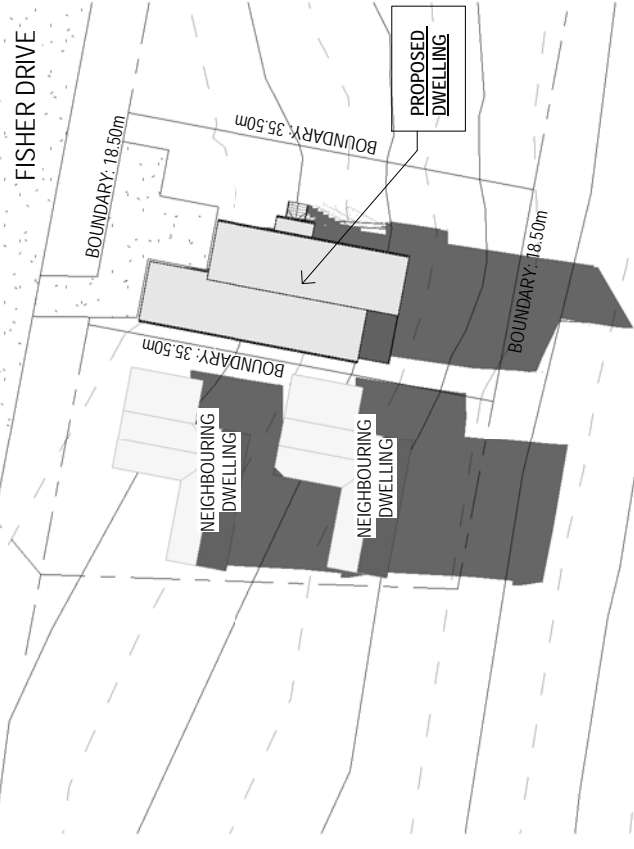 FISHER DRIVE
BOUNDARY: 18.50m
BOUNDARY: 35.50m
PROPOSED
DWELLING
BOUNDARY: 35.50m
BOUNDARY: 18.50m
NEIGHBOURING
DWELLING
NEIGHBOURING
DWELLING